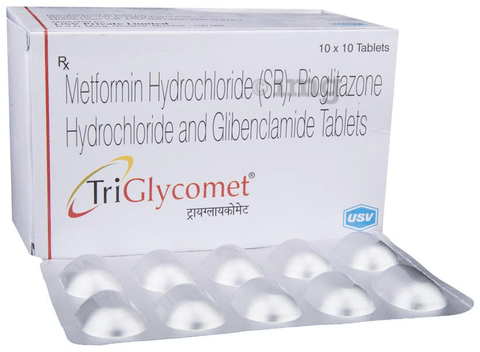 10 x 10 Tablets
Rx
Metformin Hydrochloride (SR), Pioglitazone
Hydrochloride and Glibenclamide Tablets
TriGlycomet®
ट्रायग्लायकोमेट
USV